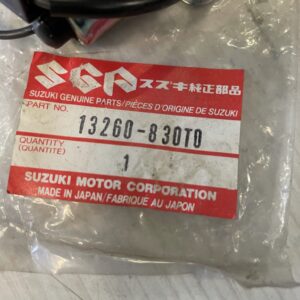 SGP スズキ純正部品
SUZUKI GENUINE PARTS/PIÈCES D'ORIGINE DE SUZUKI
PART NO.
13260-830T0
QUANTITY
(QUANTITÉ)
1
SUZUKI MOTOR CORPORATION
MADE IN JAPAN/FABRIQUE AU JAPON